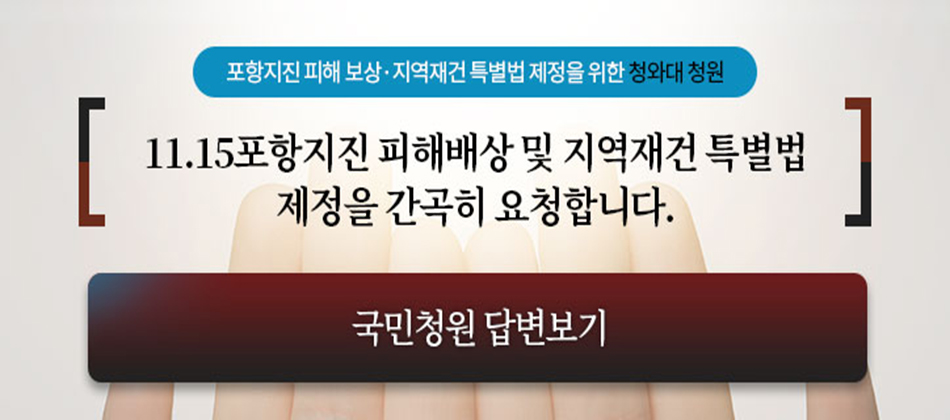 포항지진 피해 보상·지역재건 특별법 제정을 위한 청와대 청원
11.15포항지진 피해배상 및 지역재건 특별법
제정을 간곡히 요청합니다.
국민청원 답변보기